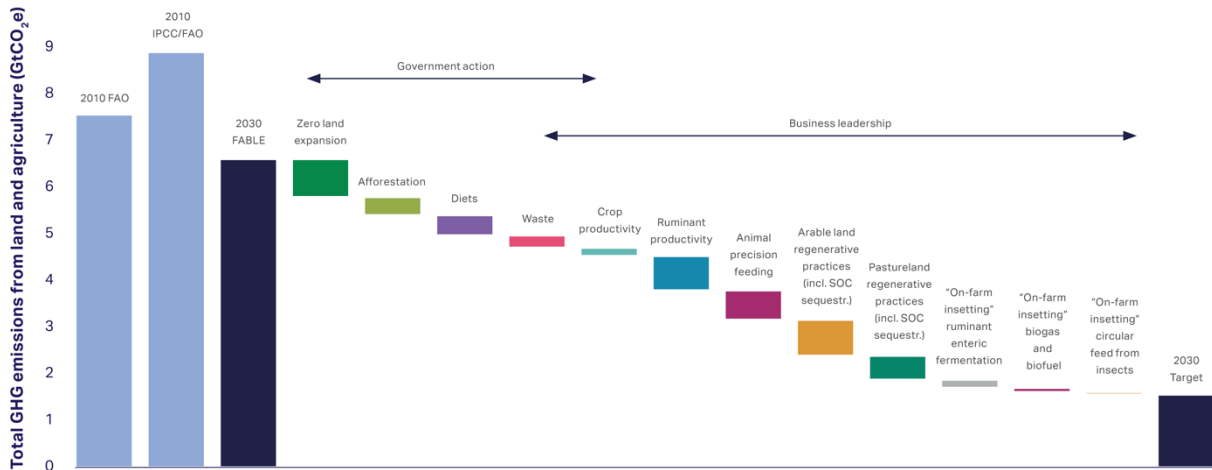 Total GHG emissions from land and agriculture (GtCO₂e)
9
8
7
6
5
4
3
2
1
0
2010 FAO
2010
IPCC/FAO
2030
FABLE
Government action
Business leadership
Zero land
expansion
Afforestation
Diets
Waste
Crop
productivity
Ruminant
productivity
Animal
precision
feeding
Arable land
regenerative
practices
(incl. SOC
sequestr.)
Pastureland
regenerative
practices
(incl. SOC
sequestr.)
"On-farm
insetting"
ruminant
enteric
fermentation
"On-farm
insetting"
biogas
and
biofuel
"On-farm
insetting"
circular
feed from
insects
2030
Target